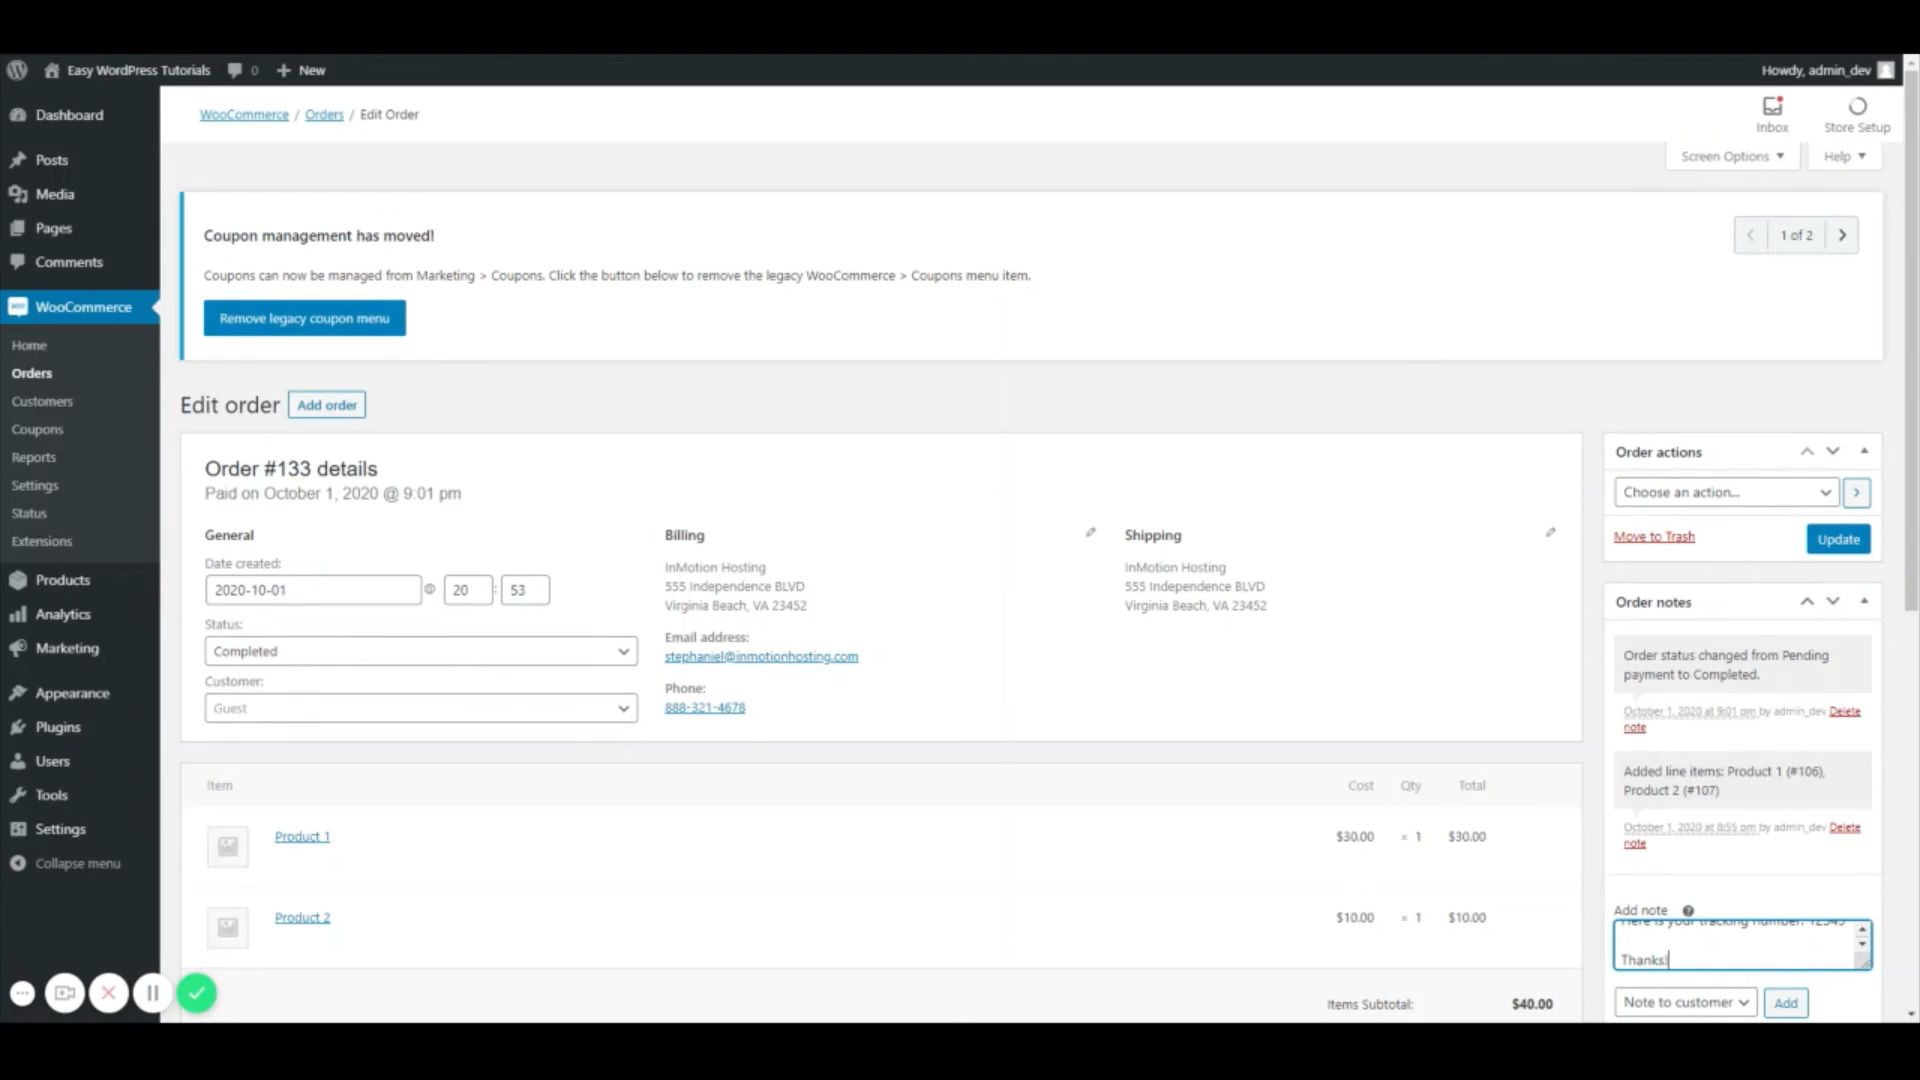 Easy WordPress Tutorials
0
New
Howdy, admin_dev
Dashboard
Posts
Media
Pages
Comments
WooCommerce
Home
Orders
Customers
Coupons
Reports
Settings
Status
Extensions
Products
Analytics
Marketing
Appearance
Plugins
Users
Tools
Settings
Collapse menu
WooCommerce / Orders / Edit Order
Inbox
Store Setup
Screen Options
Help
Coupon management has moved!
1 of 2
Coupons can now be managed from Marketing > Coupons. Click the button below to remove the legacy WooCommerce > Coupons menu item.
Remove legacy coupon menu
Edit order
Add order
Order #133 details
Paid on October 1, 2020 @ 9:01 pm
General
Date created:
2020-10-01 @ 20 : 53
Status:
Completed
Customer:
Guest
Billing
InMotion Hosting
555 Independence BLVD
Virginia Beach, VA 23452
Email address:
stephaniel@inmotionhosting.com
Phone:
888-321-4678
Shipping
InMotion Hosting
555 Independence BLVD
Virginia Beach, VA 23452
Item Cost Qty Total
Product 1 $30.00 × 1 $30.00
Product 2 $10.00 × 1 $10.00
Items Subtotal: $40.00
Order actions
Choose an action...
Move to Trash
Update
Order notes
Order status changed from Pending
payment to Completed.
October 1, 2020 at 9:01 pm by admin_dev Delete
note
Added line items: Product 1 (#106),
Product 2 (#107)
October 1, 2020 at 8:55 pm by admin_dev Delete
note
Add note
Here is your tracking number: 12345
Thanks!
Note to customer
Add